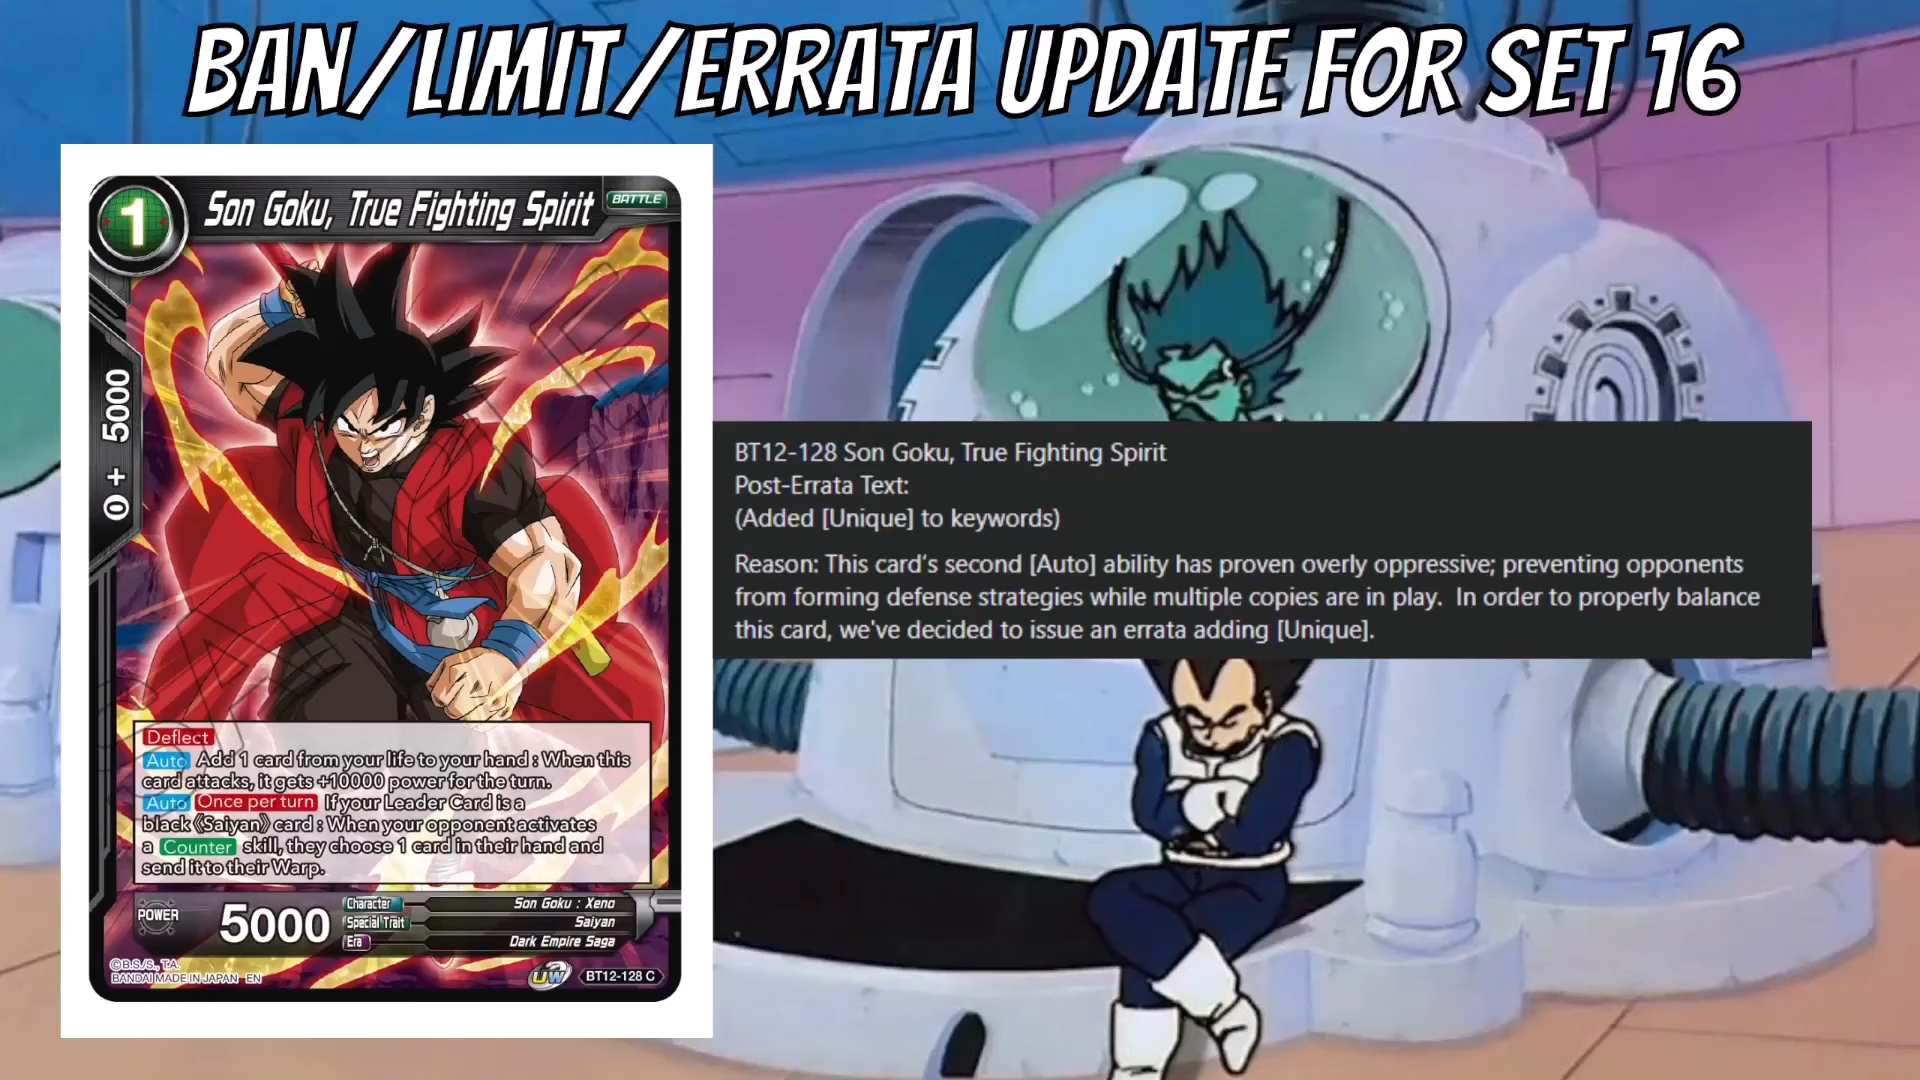 BAN/LIMIT/ERRATA UPDATE FOR SET 16
1
Son Goku, True Fighting Spirit
BATTLE
0 + 5000
Deflect
Auto Add 1 card from your life to your hand : When this
card attacks, it gets +10000 power for the turn.
Auto Once per turn If your Leader Card is a
black 《Saiyan》 card : When your opponent activates
a Counter skill, they choose 1 card in their hand and
send it to their Warp.
POWER
5000
Character Son Goku : Xeno
Special Trait Saiyan
Era Dark Empire Saga
©B.S./S., T.A.
BANDAI MADE IN JAPAN EN
UW
BT12-128 C
BT12-128 Son Goku, True Fighting Spirit
Post-Errata Text:
(Added [Unique] to keywords)
Reason: This card's second [Auto] ability has proven overly oppressive; preventing opponents
from forming defense strategies while multiple copies are in play.  In order to properly balance
this card, we've decided to issue an errata adding [Unique].